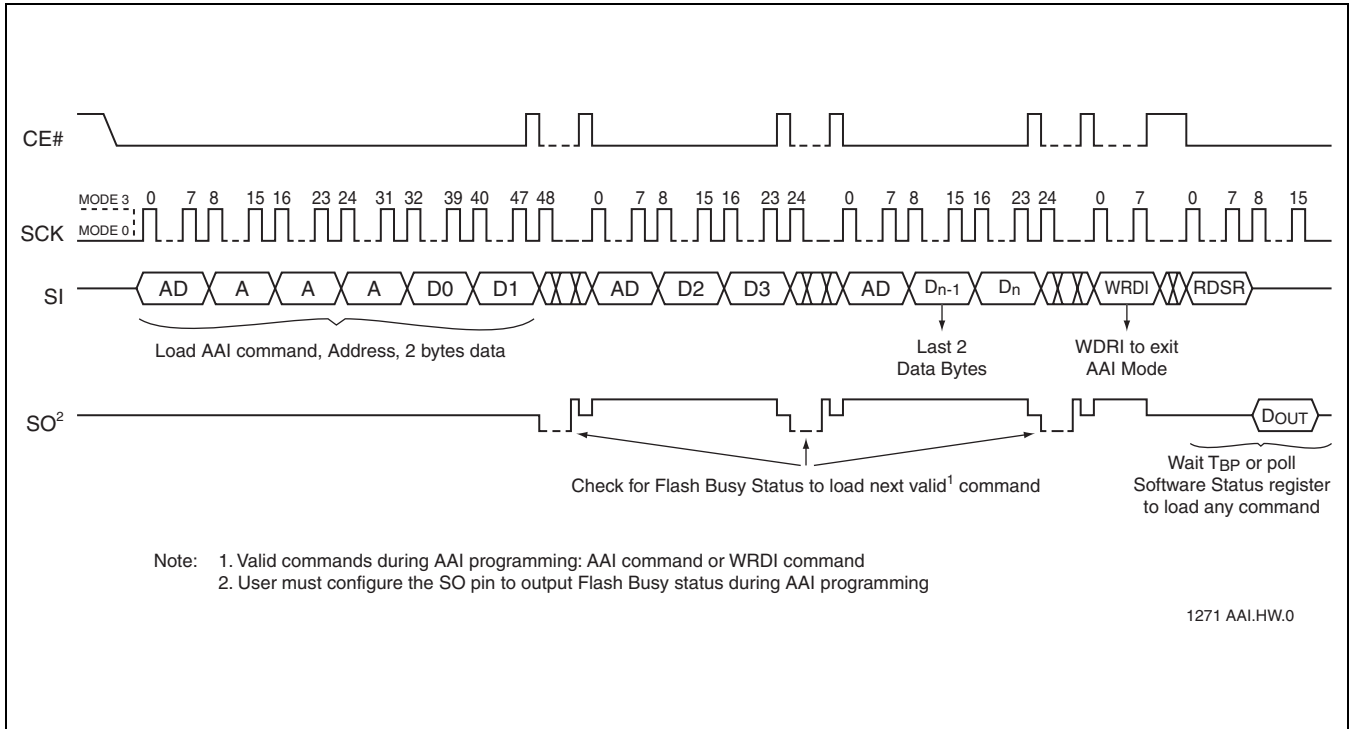 CE#
MODE 3
MODE 0
0 7 8 15 16 23 24 31 32 39 40 47 48 0 7 8 15 16 23 24 0 7 8 15 16 23 24 0 7 0 7 8 15
SCK
SI AD A A A D0 D1 AD D2 D3 AD Dn-1 Dn WRDI RDSR
Load AAI command, Address, 2 bytes data
Last 2
Data Bytes
WDRI to exit
AAI Mode
SO2
DOUT
Check for Flash Busy Status to load next valid1 command
Wait TBP or poll
Software Status register
to load any command
Note: 1. Valid commands during AAI programming: AAI command or WRDI command
2. User must configure the SO pin to output Flash Busy status during AAI programming
1271 AAI.HW.0